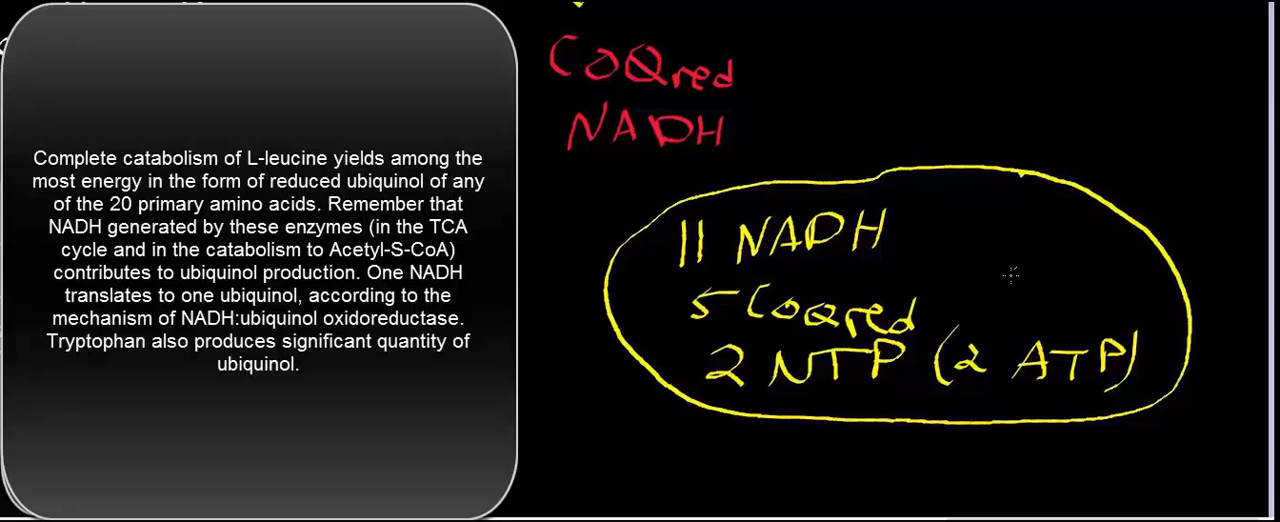 Complete catabolism of L-leucine yields among the
most energy in the form of reduced ubiquinol of any
of the 20 primary amino acids. Remember that
NADH generated by these enzymes (in the TCA
cycle and in the catabolism to Acetyl-S-CoA)
contributes to ubiquinol production. One NADH
translates to one ubiquinol, according to the
mechanism of NADH:ubiquinol oxidoreductase.
Tryptophan also produces significant quantity of
ubiquinol.
CoQred
NADH
11 NADH
5 CoQred
2 NTP (2 ATP)